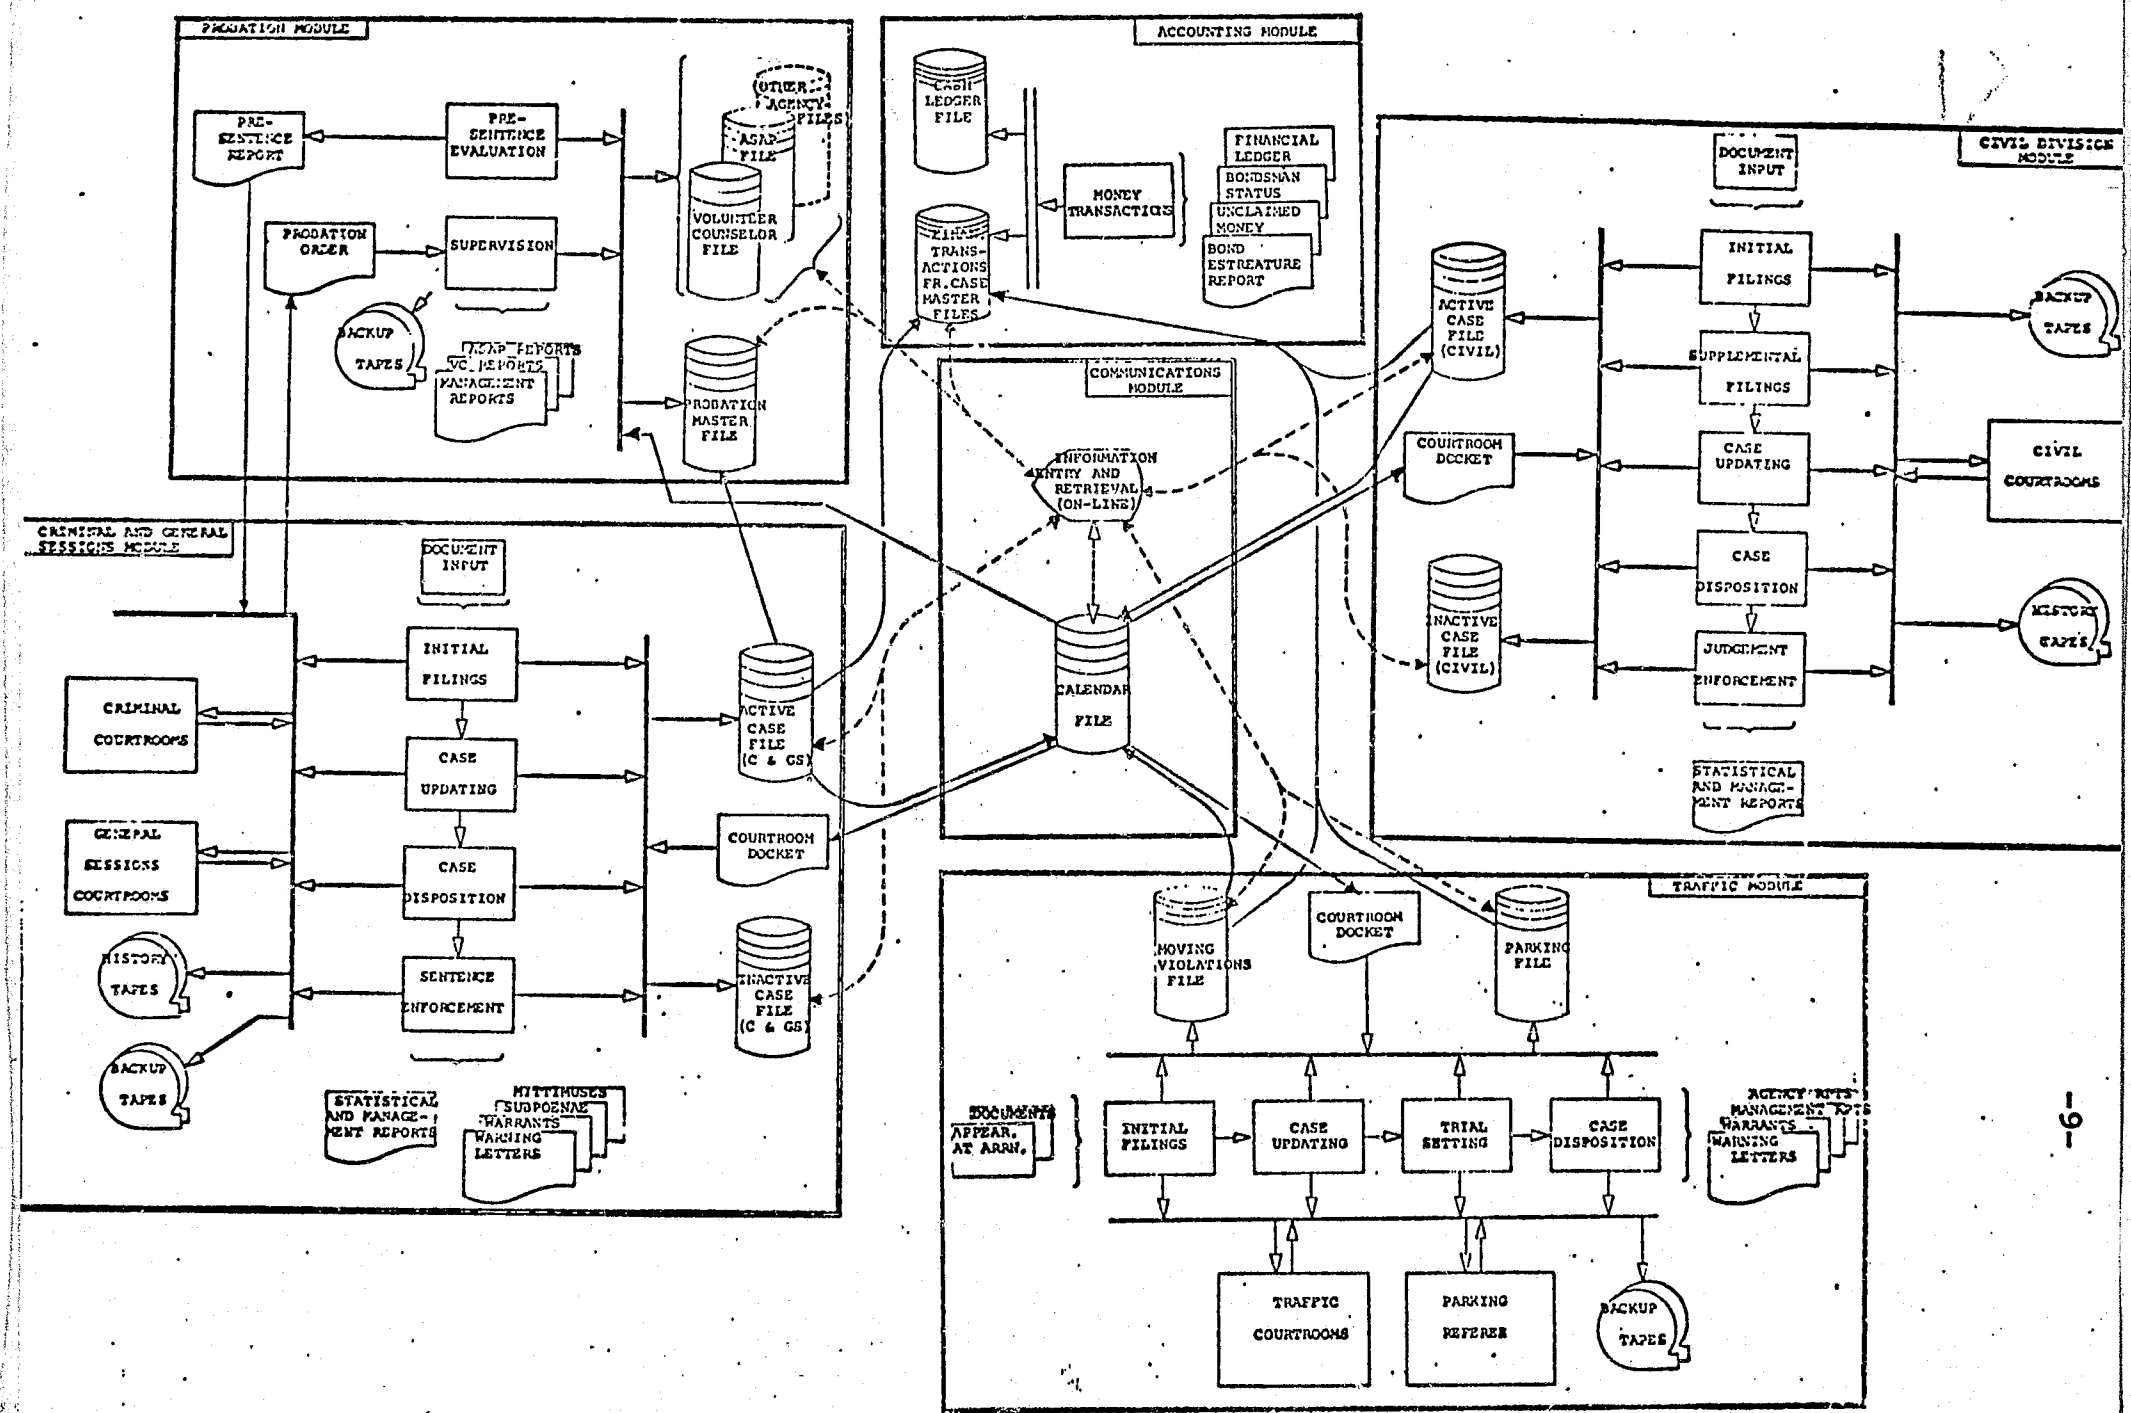 PROBATION MODULE
PRE-
SENTENCE
REPORT
PRE-
SENTENCE
EVALUATION
OTHER
AGENCY
FILES
ASAP
FILE
VOLUNTEER
COUNSELOR
FILE
PROBATION
ORDER
SUPERVISION
BACKUP
TAPES
ASAP REPORTS
VC REPORTS
MANAGEMENT
REPORTS
PROBATION
MASTER
FILE
ACCOUNTING MODULE
CASH
LEDGER
FILE
TRANS-
ACTIONS
FR.CASE
MASTER
FILES
MONEY
TRANSACTIONS
FINANCIAL
LEDGER
BONDSMAN
STATUS
UNCLAIMED
MONEY
BOND
ESTREATURE
REPORT
COMMUNICATIONS
MODULE
INFORMATION
ENTRY AND
RETRIEVAL
(ON-LINE)
CALENDAR
FILE
CIVIL DIVISION
MODULE
DOCUMENT
INPUT
INITIAL
FILINGS
SUPPLEMENTAL
FILINGS
CASE
UPDATING
CASE
DISPOSITION
JUDGEMENT
ENFORCEMENT
ACTIVE
CASE
FILE
(CIVIL)
COURTROOM
DOCKET
INACTIVE
CASE
FILE
(CIVIL)
BACKUP
TAPES
CIVIL
COURTROOMS
HISTORY
TAPES
STATISTICAL
AND MANAGE-
MENT REPORTS
CRIMINAL AND GENERAL
SESSIONS MODULE
DOCUMENT
INPUT
INITIAL
FILINGS
CASE
UPDATING
CASE
DISPOSITION
SENTENCE
ENFORCEMENT
CRIMINAL
COURTROOMS
GENERAL
SESSIONS
COURTROOMS
HISTORY
TAPES
BACKUP
TAPES
ACTIVE
CASE
FILE
(C & GS)
COURTROOM
DOCKET
INACTIVE
CASE
FILE
(C & GS)
STATISTICAL
AND MANAGE-
MENT REPORTS
MITTIMUSES
SUBPOENAE
WARRANTS
WARNING
LETTERS
TRAFFIC MODULE
MOVING
VIOLATIONS
FILE
COURTROOM
DOCKET
PARKING
FILE
DOCUMENTS
APPEAR.
AT ARRN.
INITIAL
FILINGS
CASE
UPDATING
TRIAL
SETTING
CASE
DISPOSITION
AGENCY RPTS
MANAGEMENT RPTS
WARRANTS
WARNING
LETTERS
TRAFFIC
COURTROOMS
PARKING
REFEREE
BACKUP
TAPES
-9-